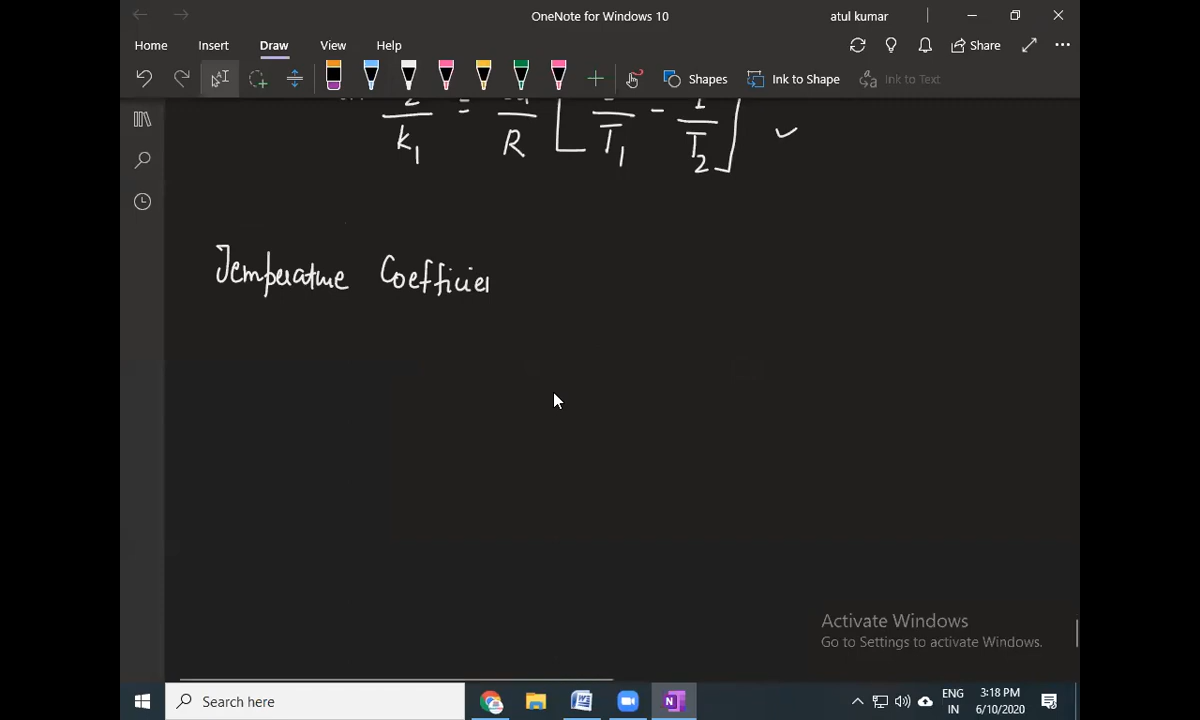 OneNote for Windows 10
atul kumar
Home Insert Draw View Help
Share
Shapes
Ink to Shape
Ink to Text
k1 = R [ T1 - 1 T2 ]
Temperature Coefficien
Activate Windows
Go to Settings to activate Windows.
Search here
ENG
IN
3:18 PM
6/10/2020